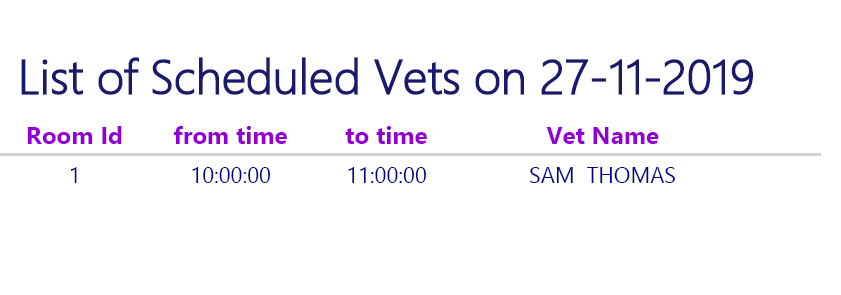 List of Scheduled Vets on 27-11-2019
Room Id from time to time Vet Name
1 10:00:00 11:00:00 SAM THOMAS